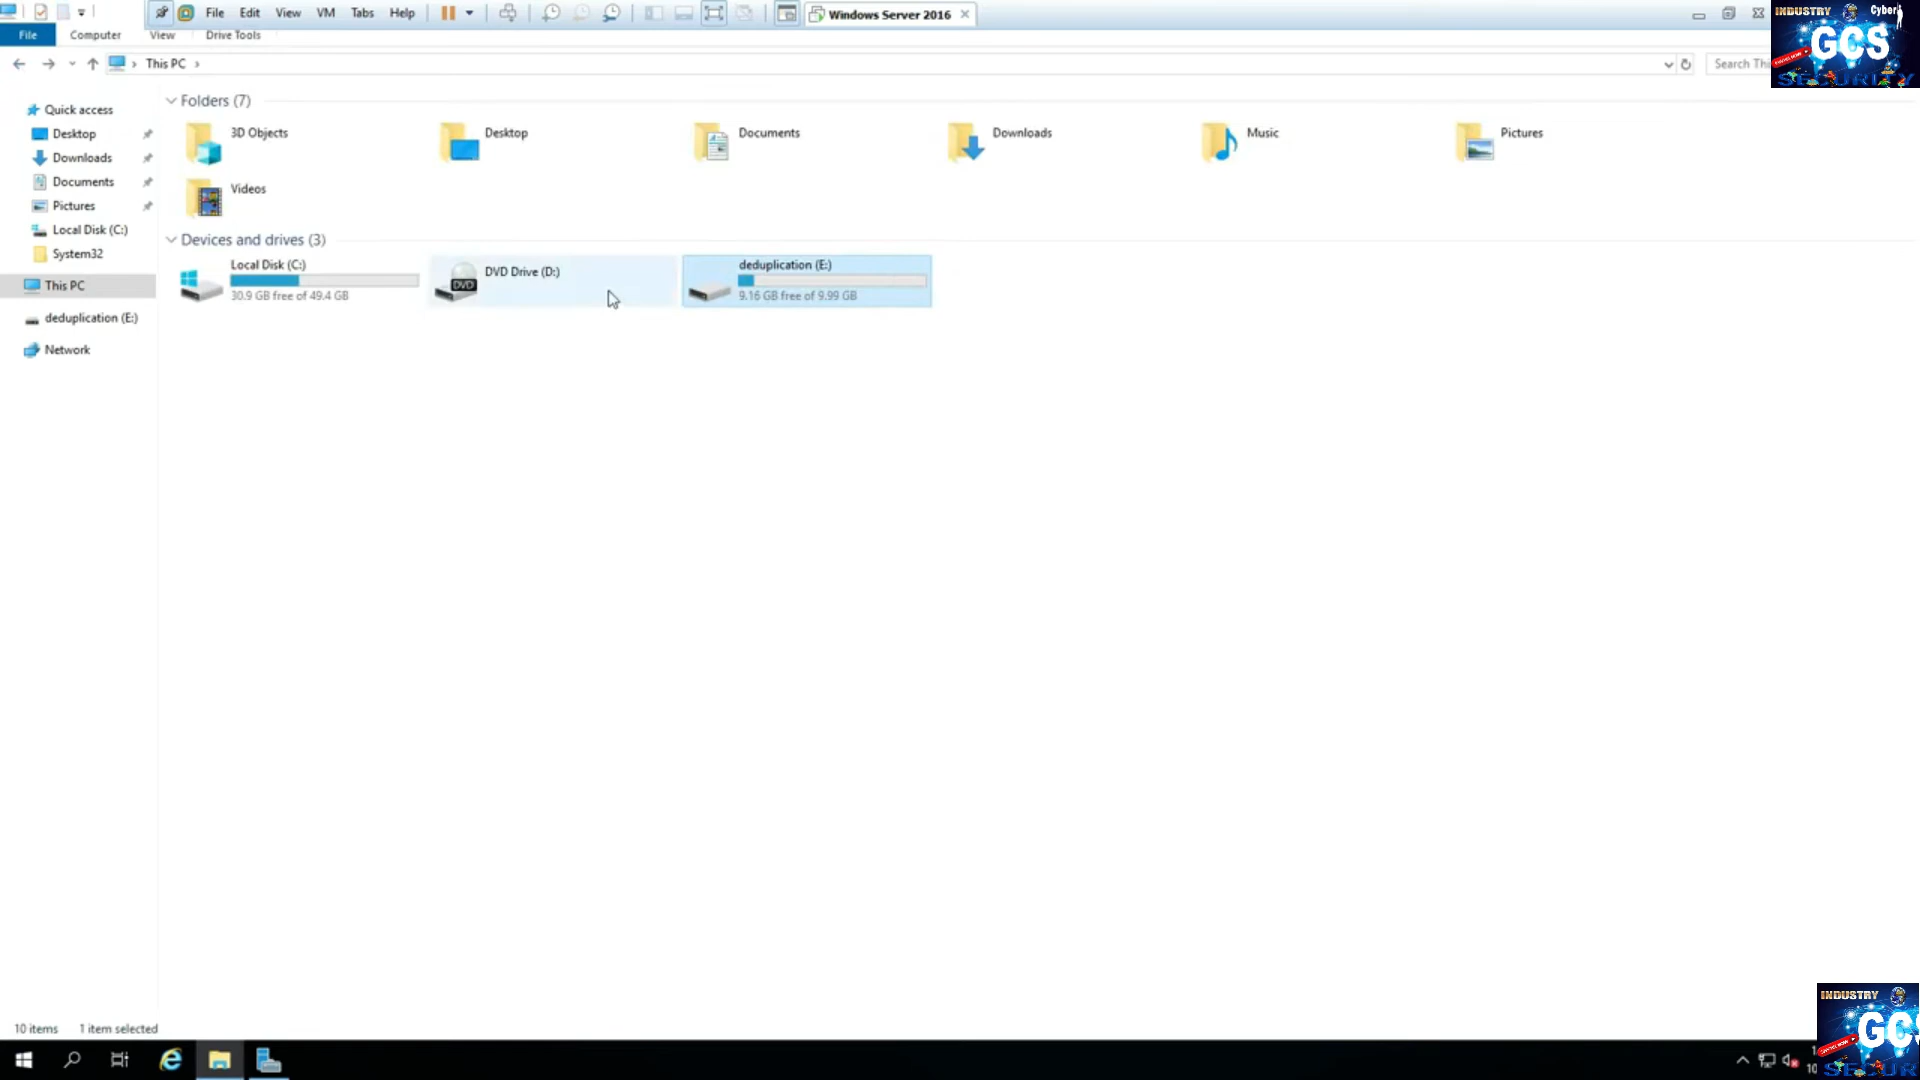 File Edit View VM Tabs Help Windows Server 2016
INDUSTRY Cyber
GCS
SECURITY
File Computer View Drive Tools
This PC
Quick access
Desktop
Downloads
Documents
Pictures
Local Disk (C:)
System32
This PC
deduplication (E:)
Network
Folders (7)
3D Objects Desktop Documents Downloads Music Pictures
Videos
Devices and drives (3)
Local Disk (C:)
30.9 GB free of 49.4 GB
DVD
DVD Drive (D:)
deduplication (E:)
9.16 GB free of 9.99 GB
10 items 1 item selected
INDUSTRY